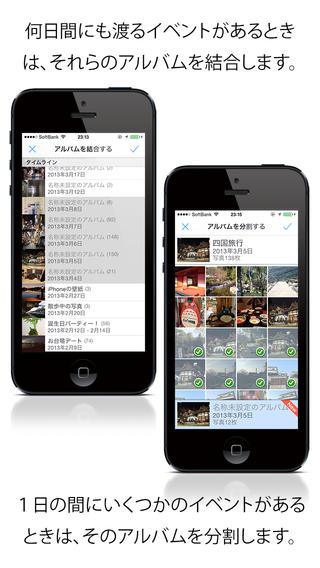 何日間にも渡るイベントがあるとき
は、それらのアルバムを結合します。
SoftBank 23:13
アルバムを結合する
タイムライン
2013年3月17日
名称未設定のアルバム (2)
2013年3月12日
名称未設定のアルバム (6)
2013年3月8日
名称未設定のアルバム (93)
2013年3月7日
名称未設定のアルバム (148)
2013年3月6日
名称未設定のアルバム (150)
2013年3月5日
名称未設定のアルバム (4)
2013年2月21日
iPhoneの壁紙 (3)
2013年2月27日
散歩中の写真 (3)
2013年2月20日
誕生日パーティー! (4)
2013年2月12日 - 2月14日
お台場デート (74)
2013年2月9日
SoftBank 23:15
アルバムを分割する
四国旅行
2013年3月5日
写真138枚
名称未設定のアルバム
2013年3月5日
写真12枚
1日の間にいくつかのイベントがある
ときは、そのアルバムを分割します。